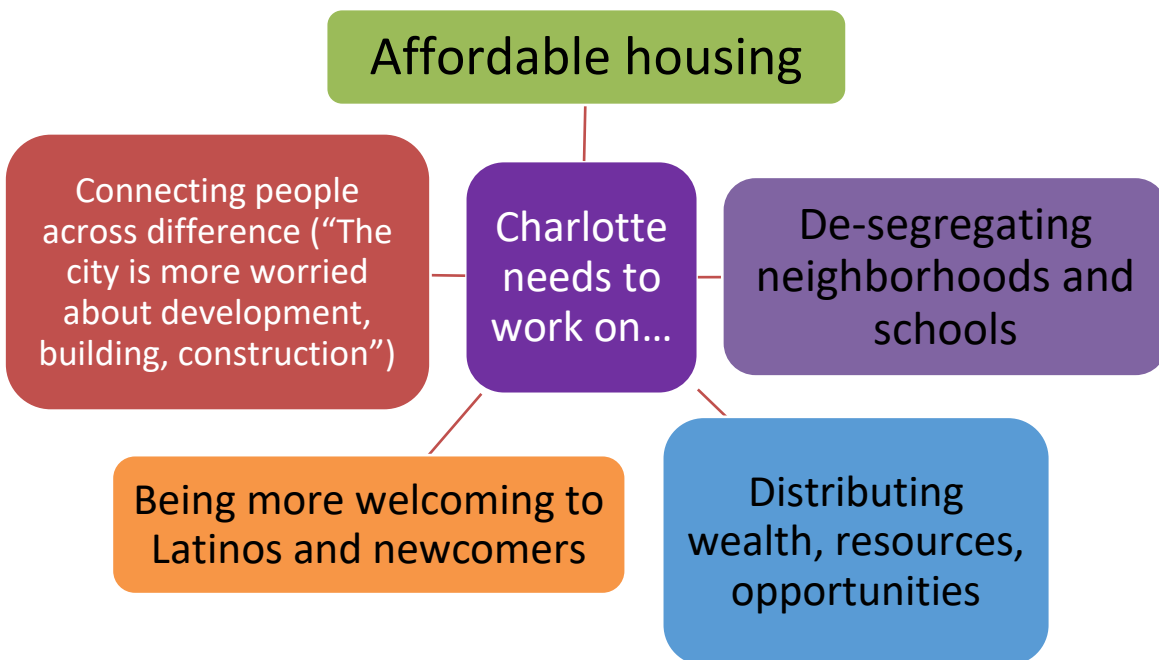 Affordable housing
Connecting people
across difference (“The
city is more worried
about development,
building, construction”)
Charlotte
needs to
work on…
De-segregating
neighborhoods and
schools
Being more welcoming to
Latinos and newcomers
Distributing
wealth, resources,
opportunities